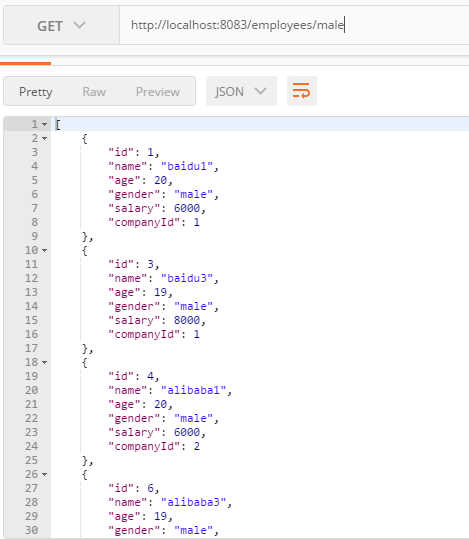 GET http://localhost:8083/employees/male
Pretty Raw Preview JSON
1 [
2 {
3 "id": 1,
4 "name": "baidu1",
5 "age": 20,
6 "gender": "male",
7 "salary": 6000,
8 "companyId": 1
9 },
10 {
11 "id": 3,
12 "name": "baidu3",
13 "age": 19,
14 "gender": "male",
15 "salary": 8000,
16 "companyId": 1
17 },
18 {
19 "id": 4,
20 "name": "alibaba1",
21 "age": 20,
22 "gender": "male",
23 "salary": 6000,
24 "companyId": 2
25 },
26 {
27 "id": 6,
28 "name": "alibaba3",
29 "age": 19,
30 "gender": "male",